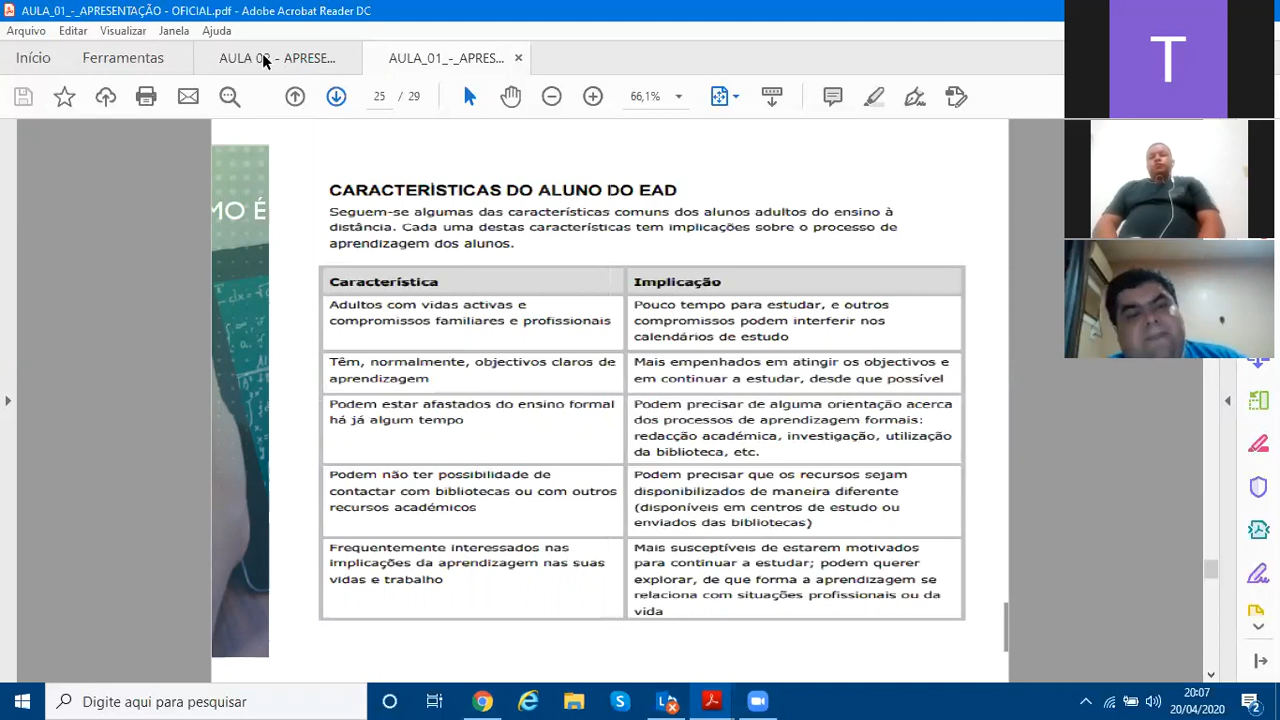 AULA_01_-_APRESENTAÇÃO - OFICIAL.pdf - Adobe Acrobat Reader DC
Arquivo Editar Visualizar Janela Ajuda
Início Ferramentas AULA 02 - APRESE... AULA_01_-_APRES... ×
25 / 29 66,1%
T
MO É
CARACTERÍSTICAS DO ALUNO DO EAD
Seguem-se algumas das características comuns dos alunos adultos do ensino à
distância. Cada uma destas características tem implicações sobre o processo de
aprendizagem dos alunos.
Característica
Implicação
Adultos com vidas activas e
compromissos familiares e profissionais
Pouco tempo para estudar, e outros
compromissos podem interferir nos
calendários de estudo
Têm, normalmente, objectivos claros de
aprendizagem
Mais empenhados em atingir os objectivos e
em continuar a estudar, desde que possível
Podem estar afastados do ensino formal
há já algum tempo
Podem precisar de alguma orientação acerca
dos processos de aprendizagem formais:
redacção académica, investigação, utilização
da biblioteca, etc.
Podem não ter possibilidade de
contactar com bibliotecas ou com outros
recursos académicos
Podem precisar que os recursos sejam
disponibilizados de maneira diferente
(disponíveis em centros de estudo ou
enviados das bibliotecas)
Frequentemente interessados nas
implicações da aprendizagem nas suas
vidas e trabalho
Mais susceptíveis de estarem motivados
para continuar a estudar; podem querer
explorar, de que forma a aprendizagem se
relaciona com situações profissionais ou da
vida
Digite aqui para pesquisar
20:07
20/04/2020
2